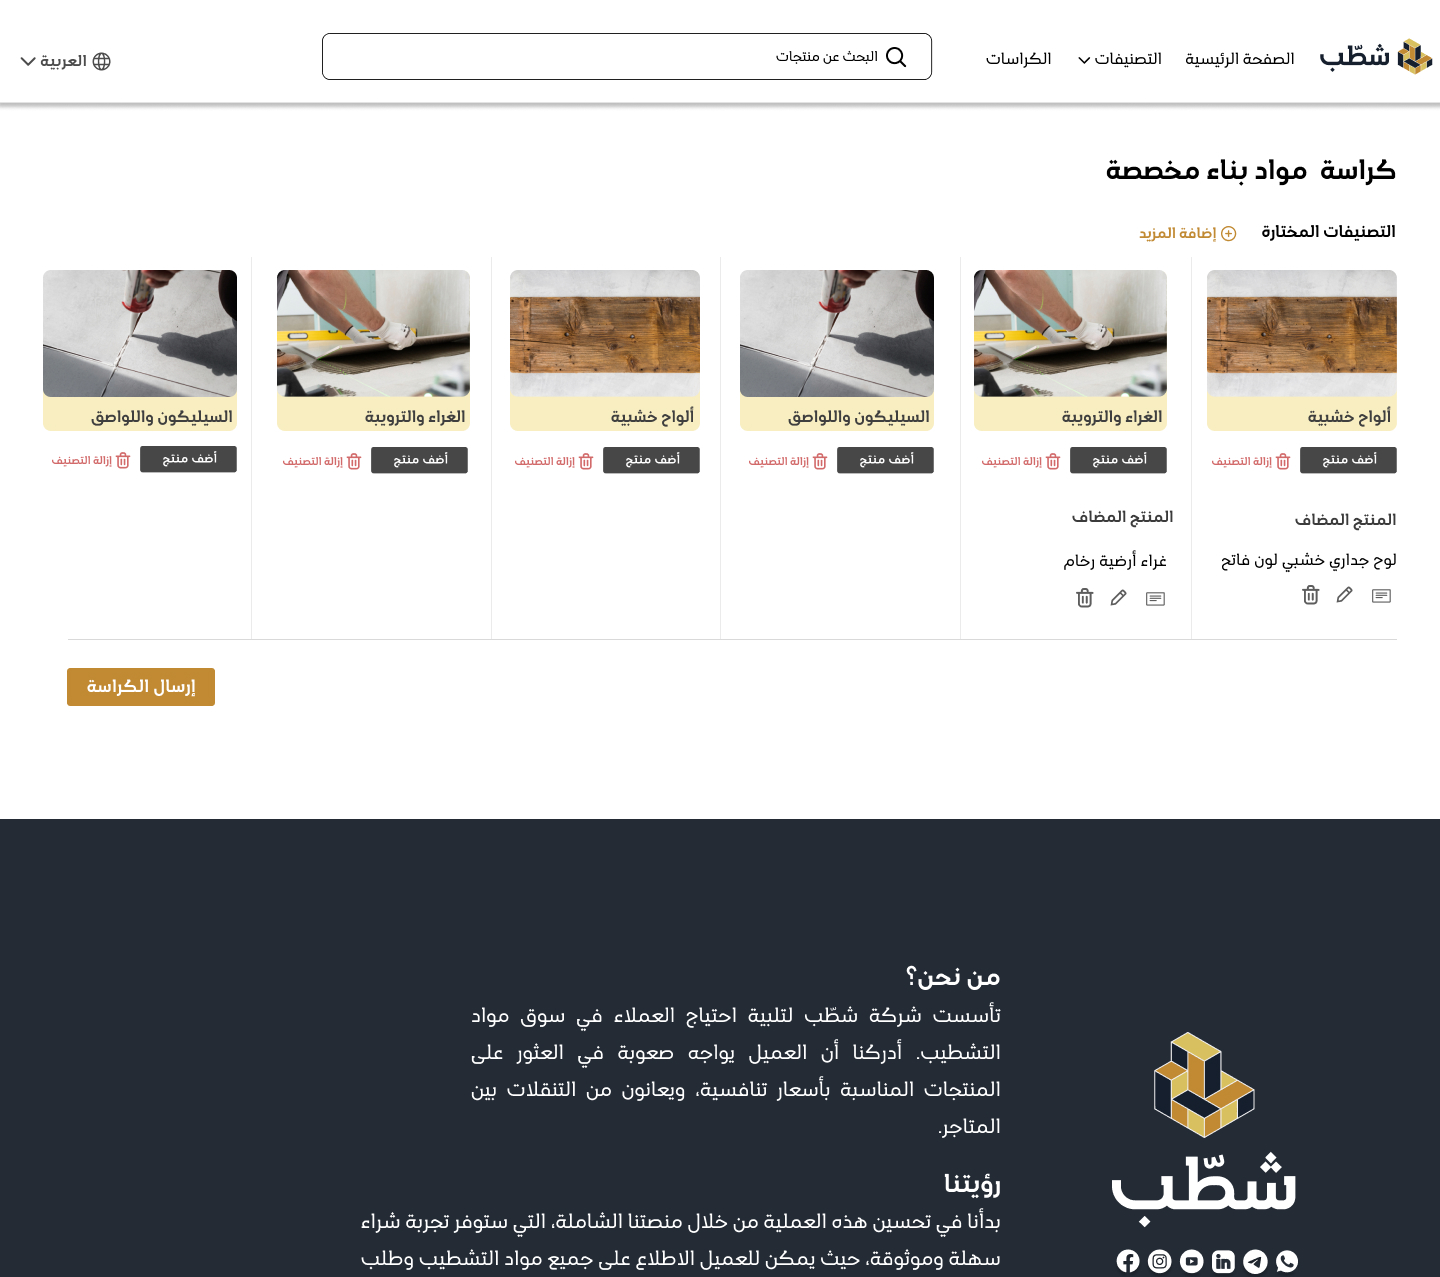 شطّب
الصفحة الرئيسية
التصنيفات
الكراسات
البحث عن منتجات
العربية
كراسة مواد بناء مخصصة
التصنيفات المختارة
إضافة المزيد
ألواح خشبية
الغراء والترويبة
السيليكون واللواصق
ألواح خشبية
الغراء والترويبة
السيليكون واللواصق
أضف منتج
إزالة التصنيف
أضف منتج
إزالة التصنيف
أضف منتج
إزالة التصنيف
أضف منتج
إزالة التصنيف
أضف منتج
إزالة التصنيف
أضف منتج
إزالة التصنيف
المنتج المضاف
المنتج المضاف
لوح جداري خشبي لون فاتح
غراء أرضية رخام
إرسال الكراسة
من نحن؟
تأسست شركة شطّب لتلبية احتياج العملاء في سوق مواد
التشطيب. أدركنا أن العميل يواجه صعوبة في العثور على
المنتجات المناسبة بأسعار تنافسية، ويعانون من التنقلات بين
المتاجر.
رؤيتنا
بدأنا في تحسين هذه العملية من خلال منصتنا الشاملة، التي ستوفر تجربة شراء
سهلة وموثوقة، حيث يمكن للعميل الاطلاع على جميع مواد التشطيب وطلب
شطّب